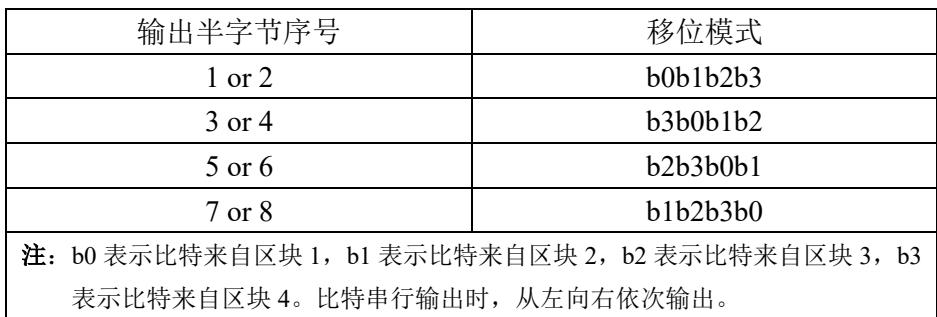 输出半字节序号 移位模式
1 or 2 b0b1b2b3
3 or 4 b3b0b1b2
5 or 6 b2b3b0b1
7 or 8 b1b2b3b0
注：b0 表示比特来自区块 1，b1 表示比特来自区块 2，b2 表示比特来自区块 3，b3
表示比特来自区块 4。比特串行输出时，从左向右依次输出。